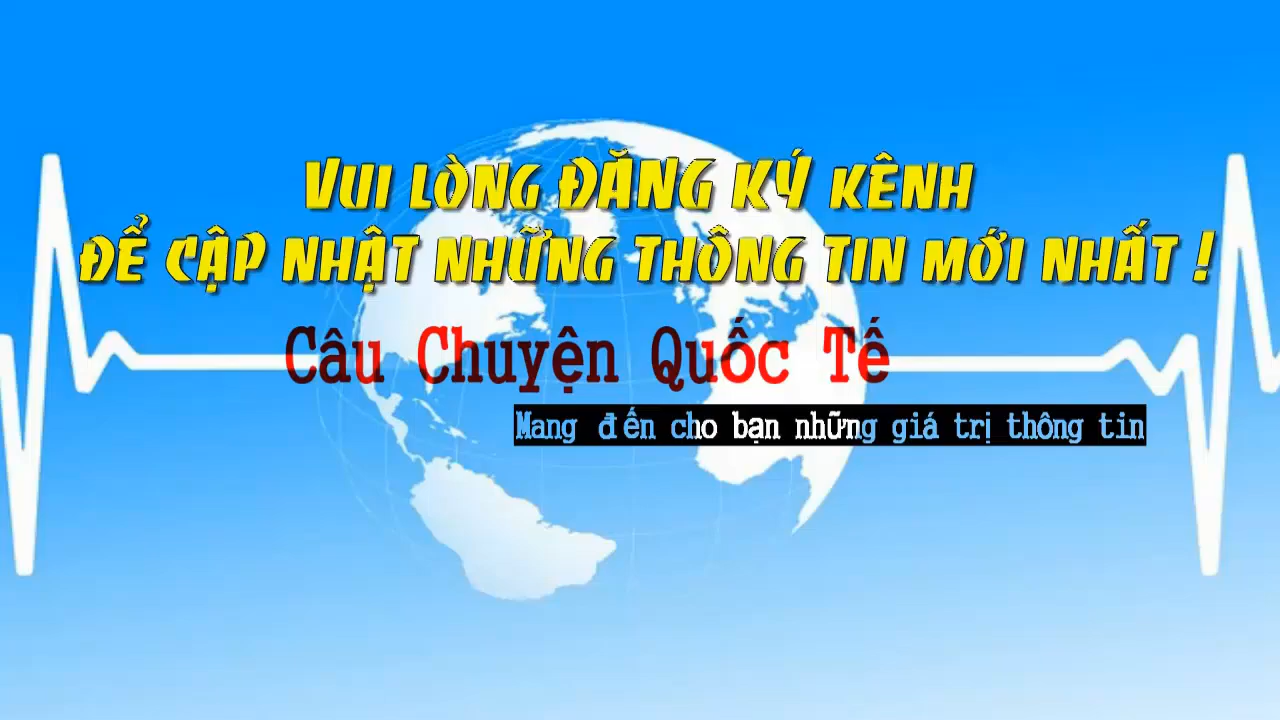 Vui lòng ĐĂNG KÝ kênh
ĐỂ CẬP NHẬT NHỮNG THÔNG TIN MỚI NHẤT !
Câu Chuyện Quốc Tế
Mang đến cho bạn những giá trị thông tin